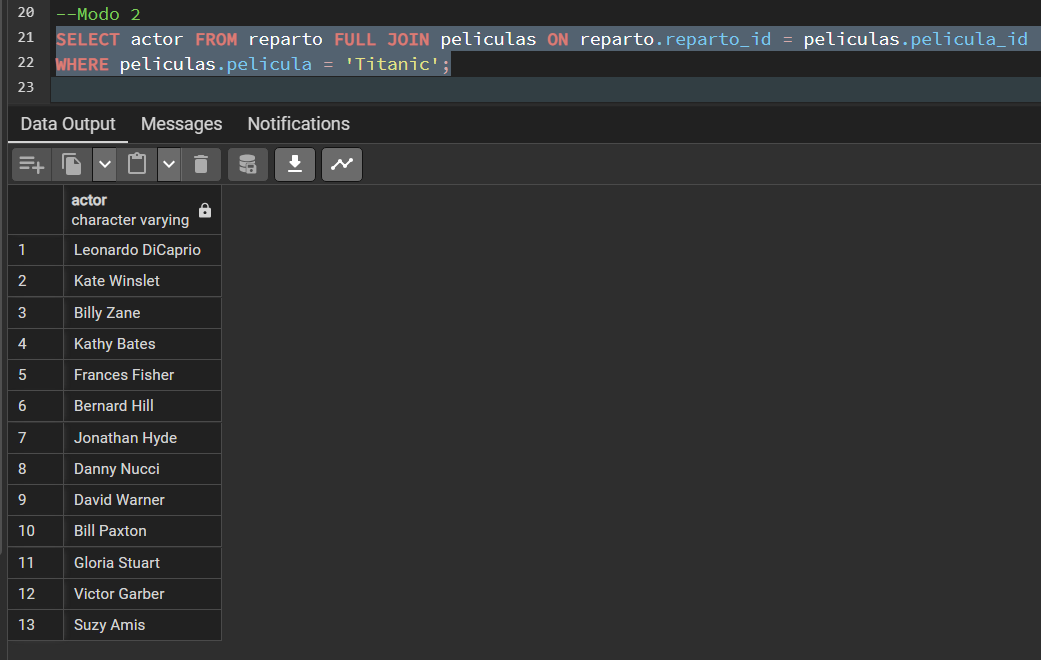 20 --Modo 2
21 SELECT actor FROM reparto FULL JOIN peliculas ON reparto.reparto_id = peliculas.pelicula_id
22 WHERE peliculas.pelicula = 'Titanic';
23
Data Output Messages Notifications
actor
character varying
1 Leonardo DiCaprio
2 Kate Winslet
3 Billy Zane
4 Kathy Bates
5 Frances Fisher
6 Bernard Hill
7 Jonathan Hyde
8 Danny Nucci
9 David Warner
10 Bill Paxton
11 Gloria Stuart
12 Victor Garber
13 Suzy Amis